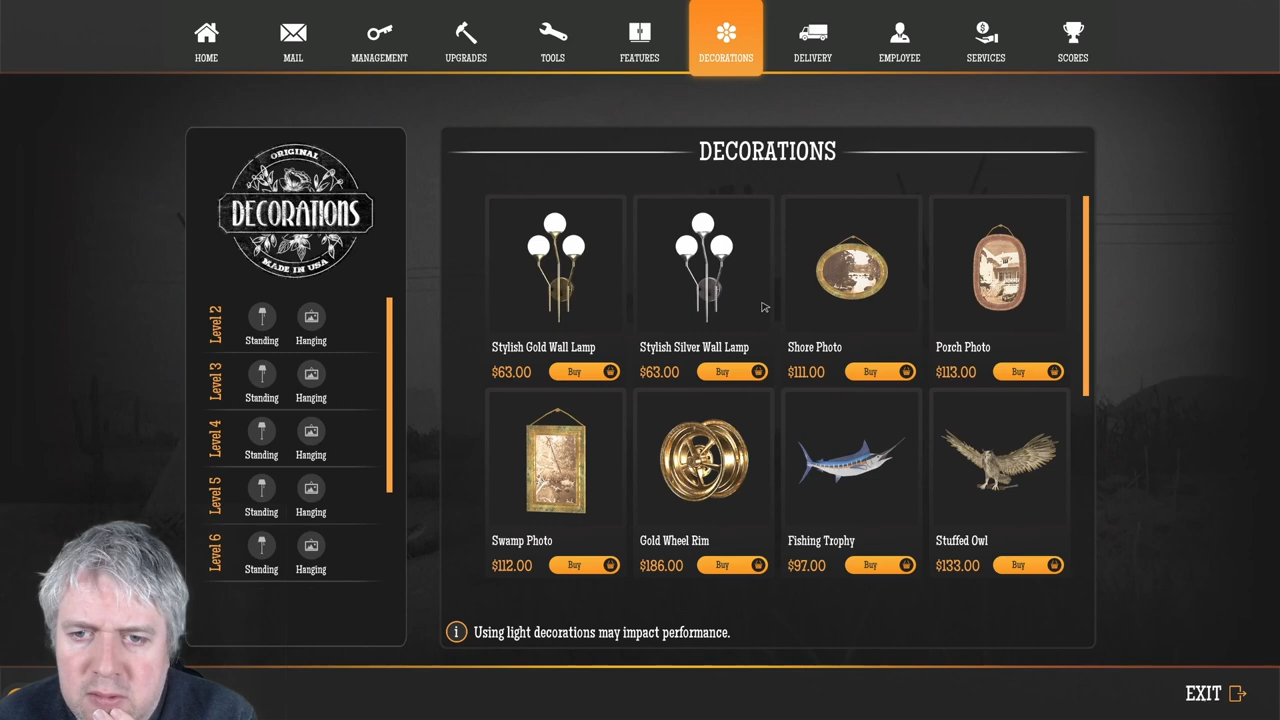 HOME
MAIL
MANAGEMENT
UPGRADES
TOOLS
FEATURES
DECORATIONS
DELIVERY
EMPLOYEE
SERVICES
SCORES
ORIGINAL
DECORATIONS
MADE IN USA
Level 2
Standing
Hanging
Level 3
Standing
Hanging
Level 4
Standing
Hanging
Level 5
Standing
Hanging
Level 6
Standing
Hanging
DECORATIONS
Stylish Gold Wall Lamp
$63.00 Buy
Stylish Silver Wall Lamp
$63.00 Buy
Shore Photo
$111.00 Buy
Porch Photo
$113.00 Buy
Swamp Photo
$112.00 Buy
Gold Wheel Rim
$186.00 Buy
Fishing Trophy
$97.00 Buy
Stuffed Owl
$133.00 Buy
Using light decorations may impact performance.
EXIT